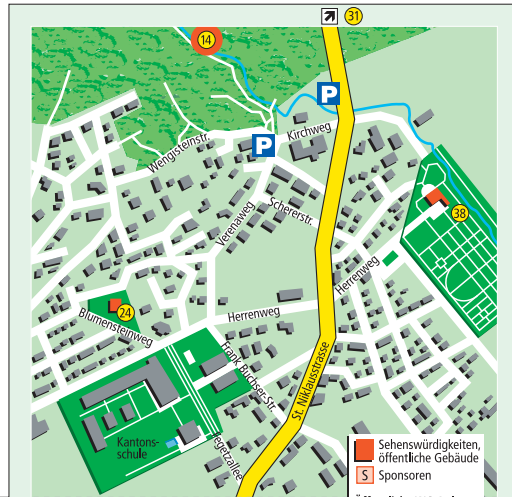 31
14
P
P
Kirchweg
Wengisteinstr.
Schererstr.
Verenaweg
38
Herrenweg
24
Herrenweg
Blumensteinweg
Frank Buchser-Str.
St. Niklausstrasse
Kantons-
schule
Sehenswürdigkeiten,
öffentliche Gebäude
S Sponsoren